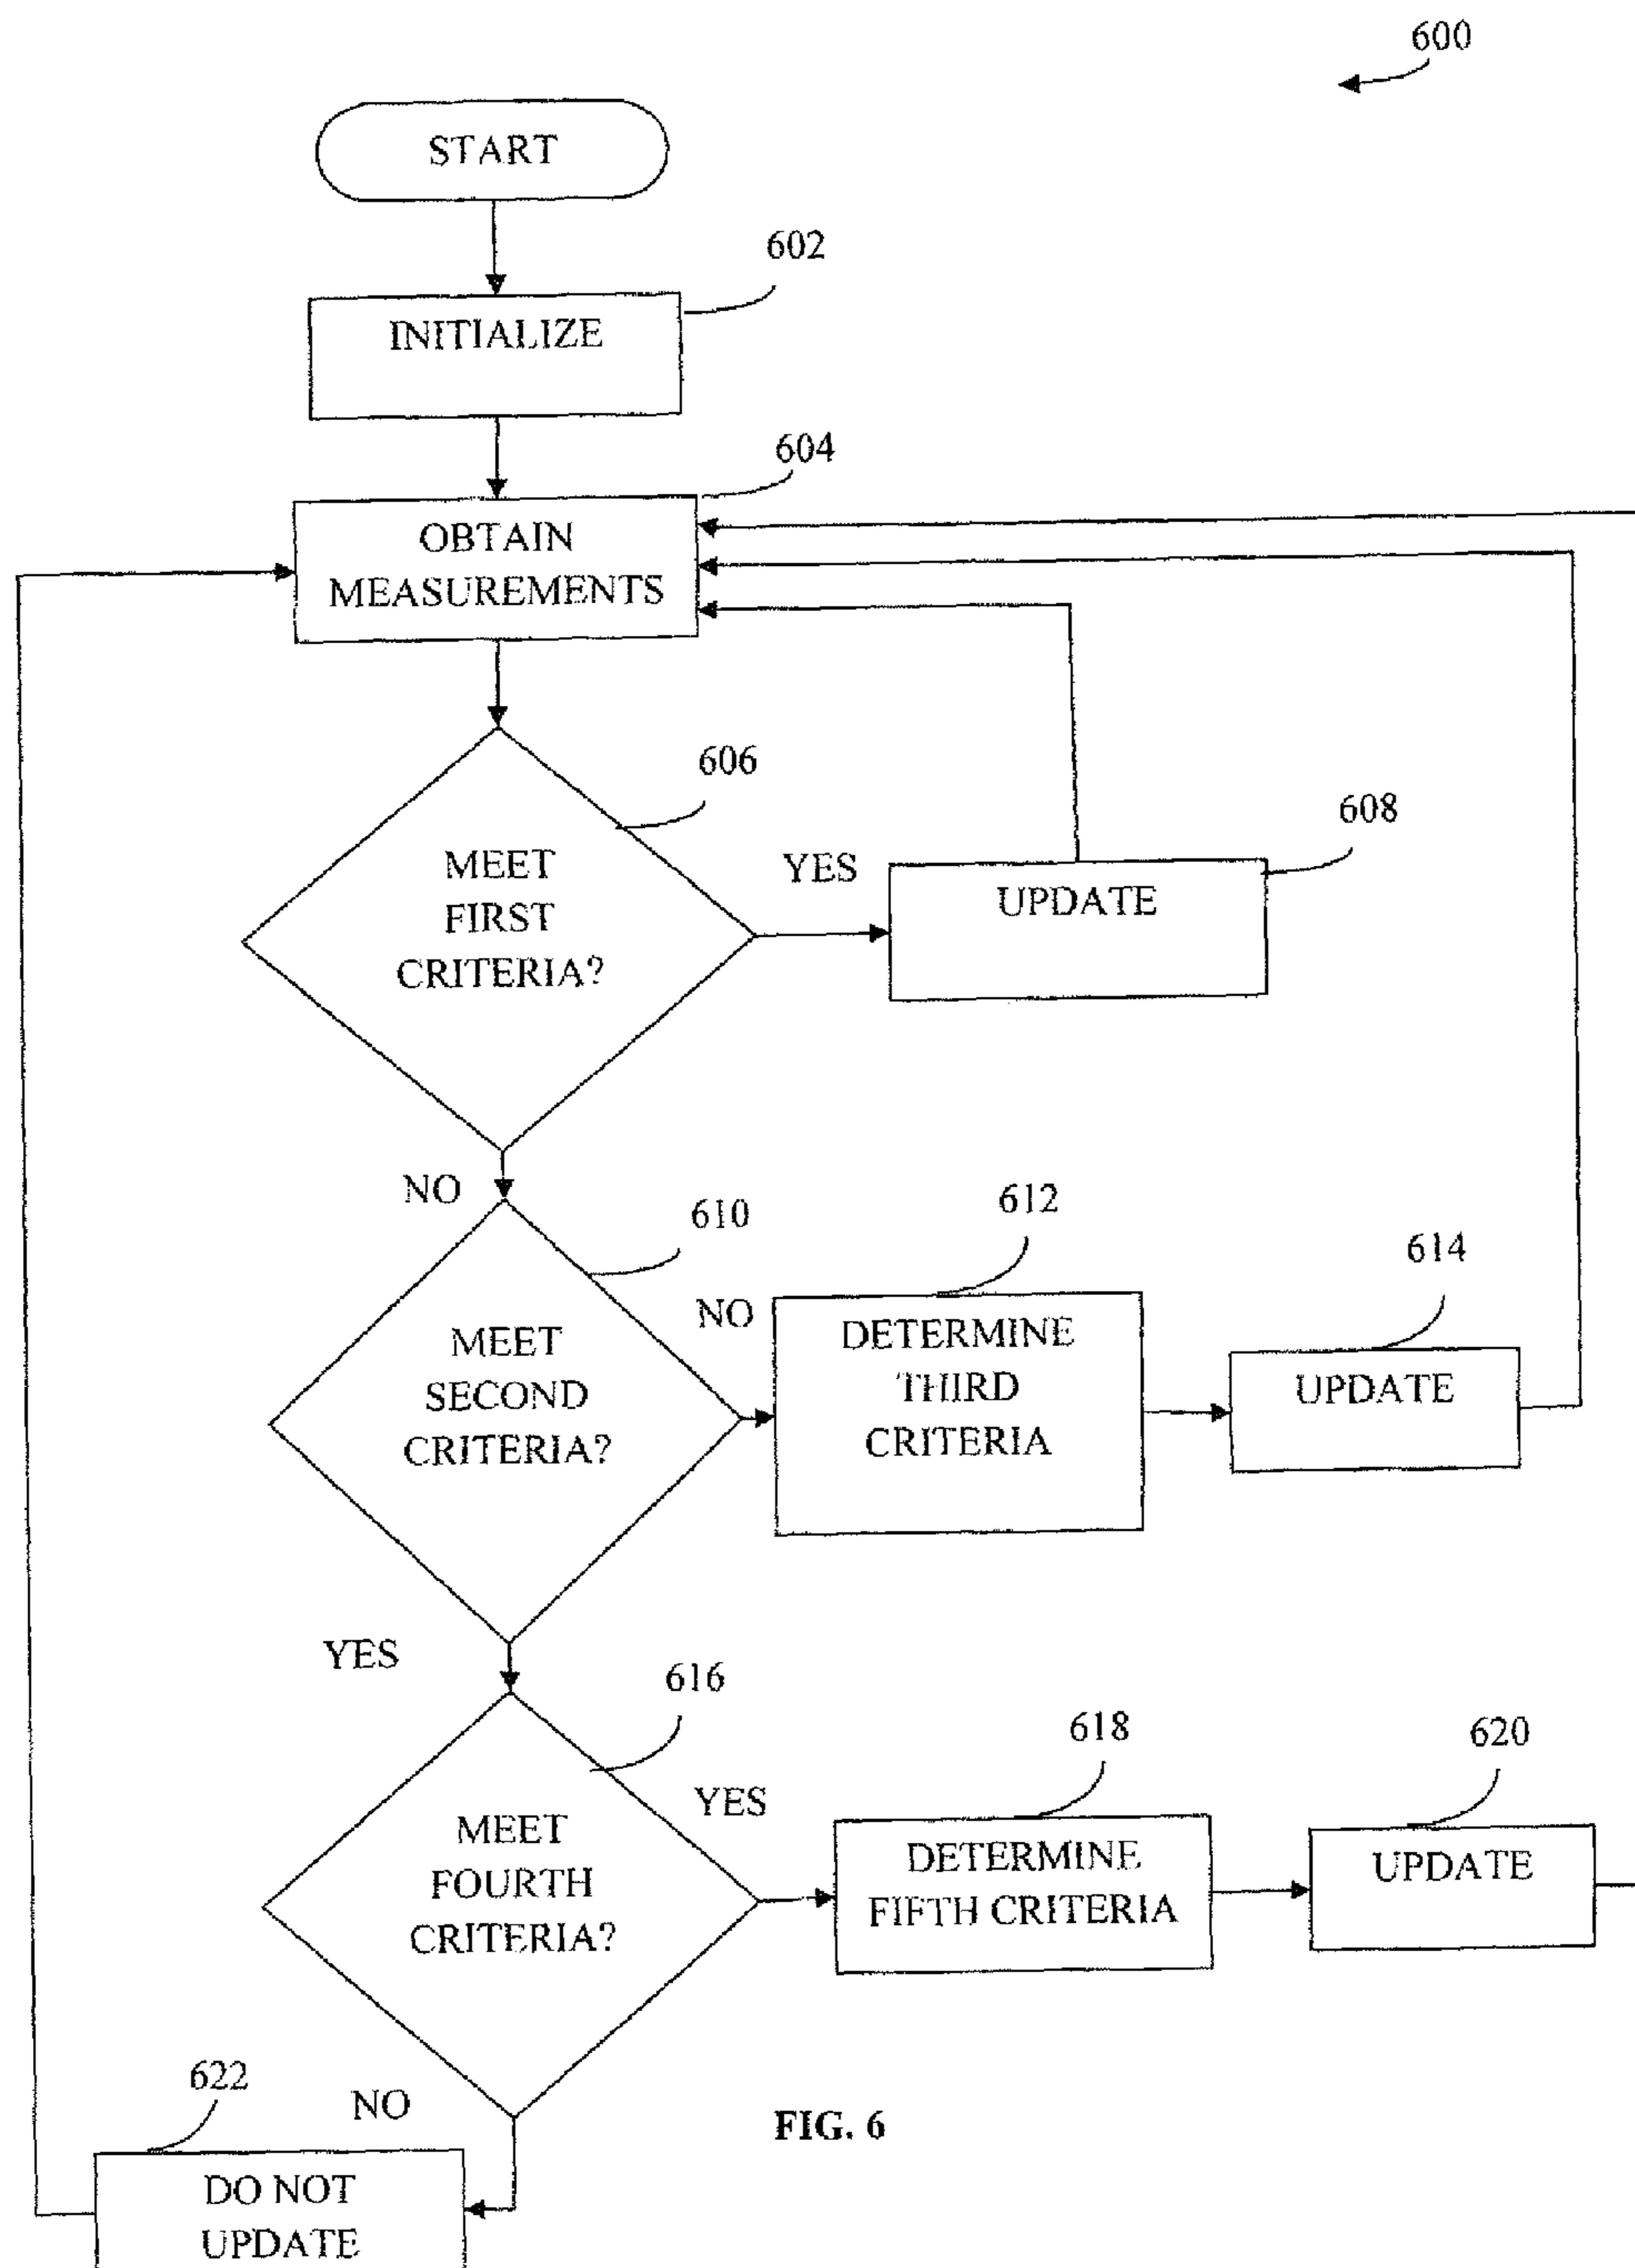 600
START
602
INITIALIZE
604
OBTAIN
MEASUREMENTS
606
608
MEET
FIRST
CRITERIA?
YES
UPDATE
NO
610
612
614
MEET
SECOND
CRITERIA?
NO
DETERMINE
THIRD
CRITERIA
UPDATE
YES
616
618
620
MEET
FOURTH
CRITERIA?
YES
DETERMINE
FIFTH CRITERIA
UPDATE
622
NO
DO NOT
UPDATE
FIG. 6